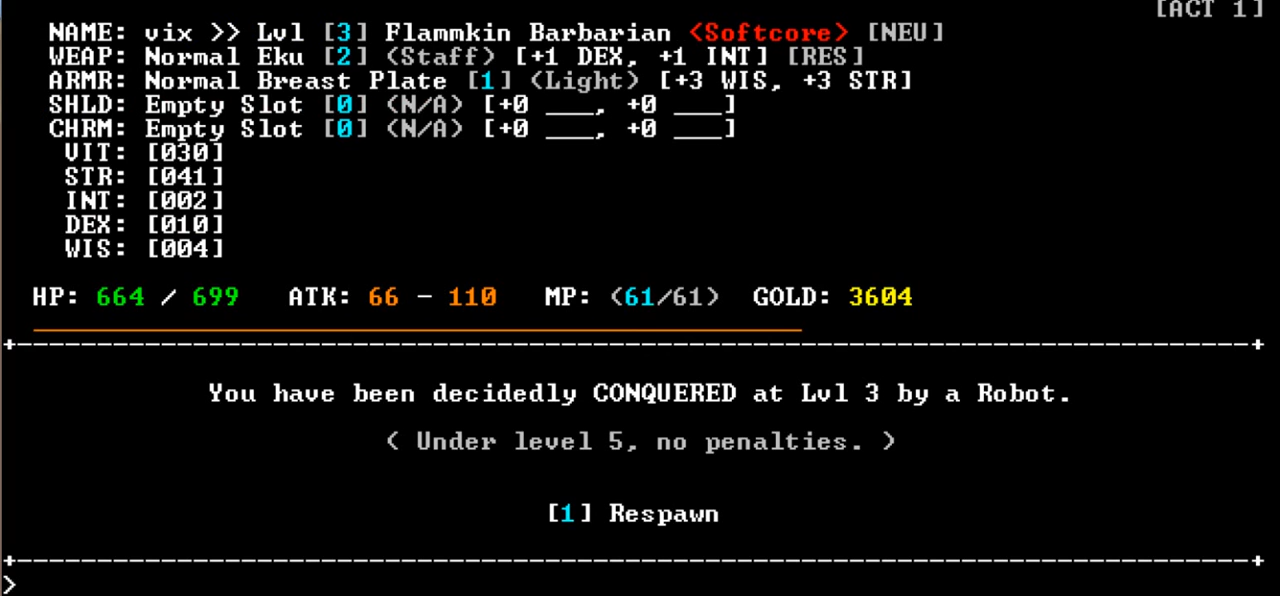 [ACT 1]
NAME: vix >> Lvl [3] Flammkin Barbarian <Softcore> [NEU]
WEAP: Normal Eku [2] (Staff) [+1 DEX, +1 INT] [RES]
ARMR: Normal Breast Plate [1] (Light) [+3 WIS, +3 STR]
SHLD: Empty Slot [0] (N/A) [+0 ___, +0 ___]
CHRM: Empty Slot [0] (N/A) [+0 ___, +0 ___]
VIT: [030]
STR: [041]
INT: [002]
DEX: [010]
WIS: [004]
HP: 664 / 699 ATK: 66 - 110 MP: (61/61) GOLD: 3604
You have been decidedly CONQUERED at Lvl 3 by a Robot.
( Under level 5, no penalties. )
[1] Respawn
>